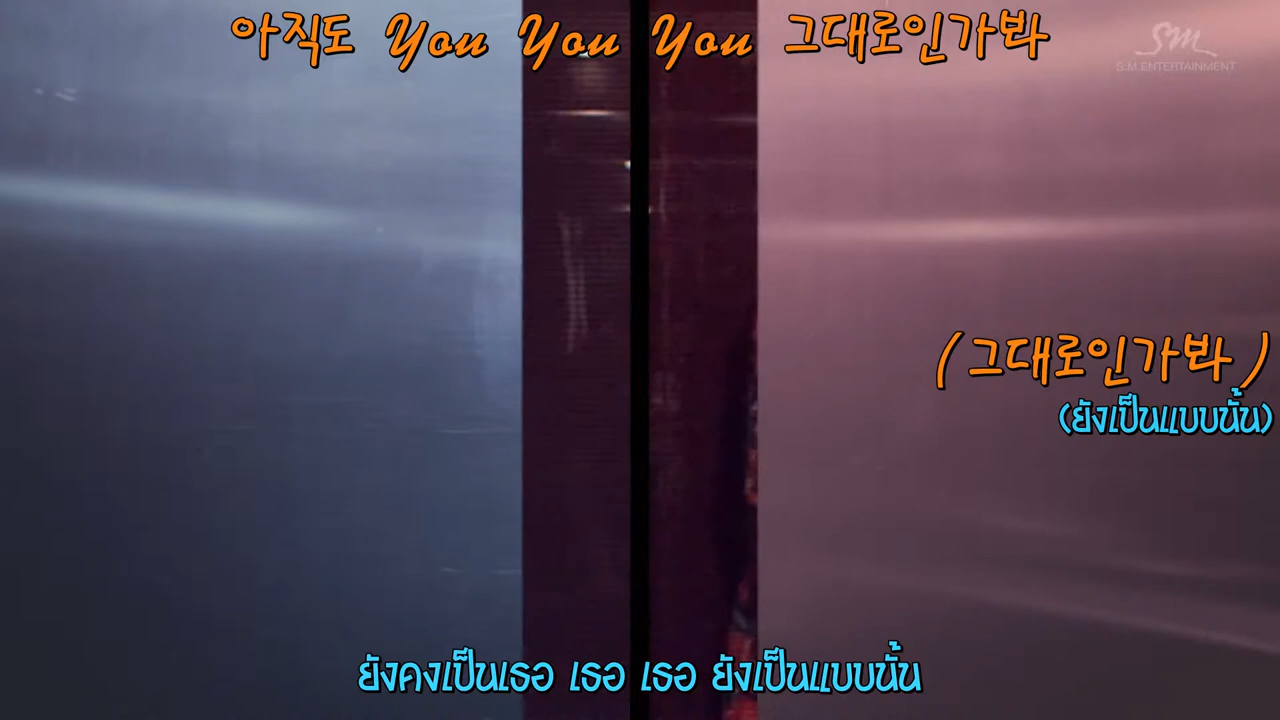 아직도 You You You 그대로인가봐
SM
S.M.ENTERTAINMENT
(그대로인가봐)
(ยังเป็นแบบนั้น)
ยังคงเป็นเธอ เธอ เธอ ยังเป็นแบบนั้น